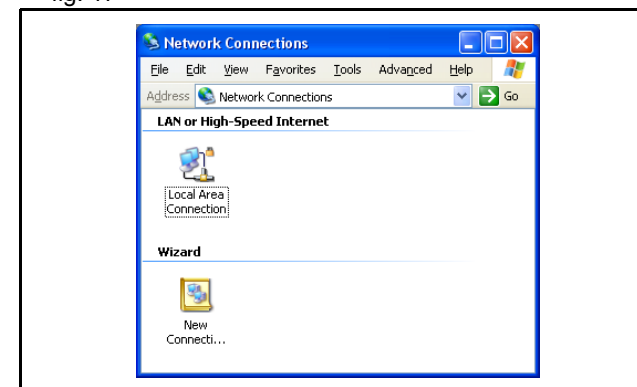 Network Connections
File Edit View Favorites Tools Advanced Help
Address Network Connections Go
LAN or High-Speed Internet
Local Area
Connection
Wizard
New
Connecti...